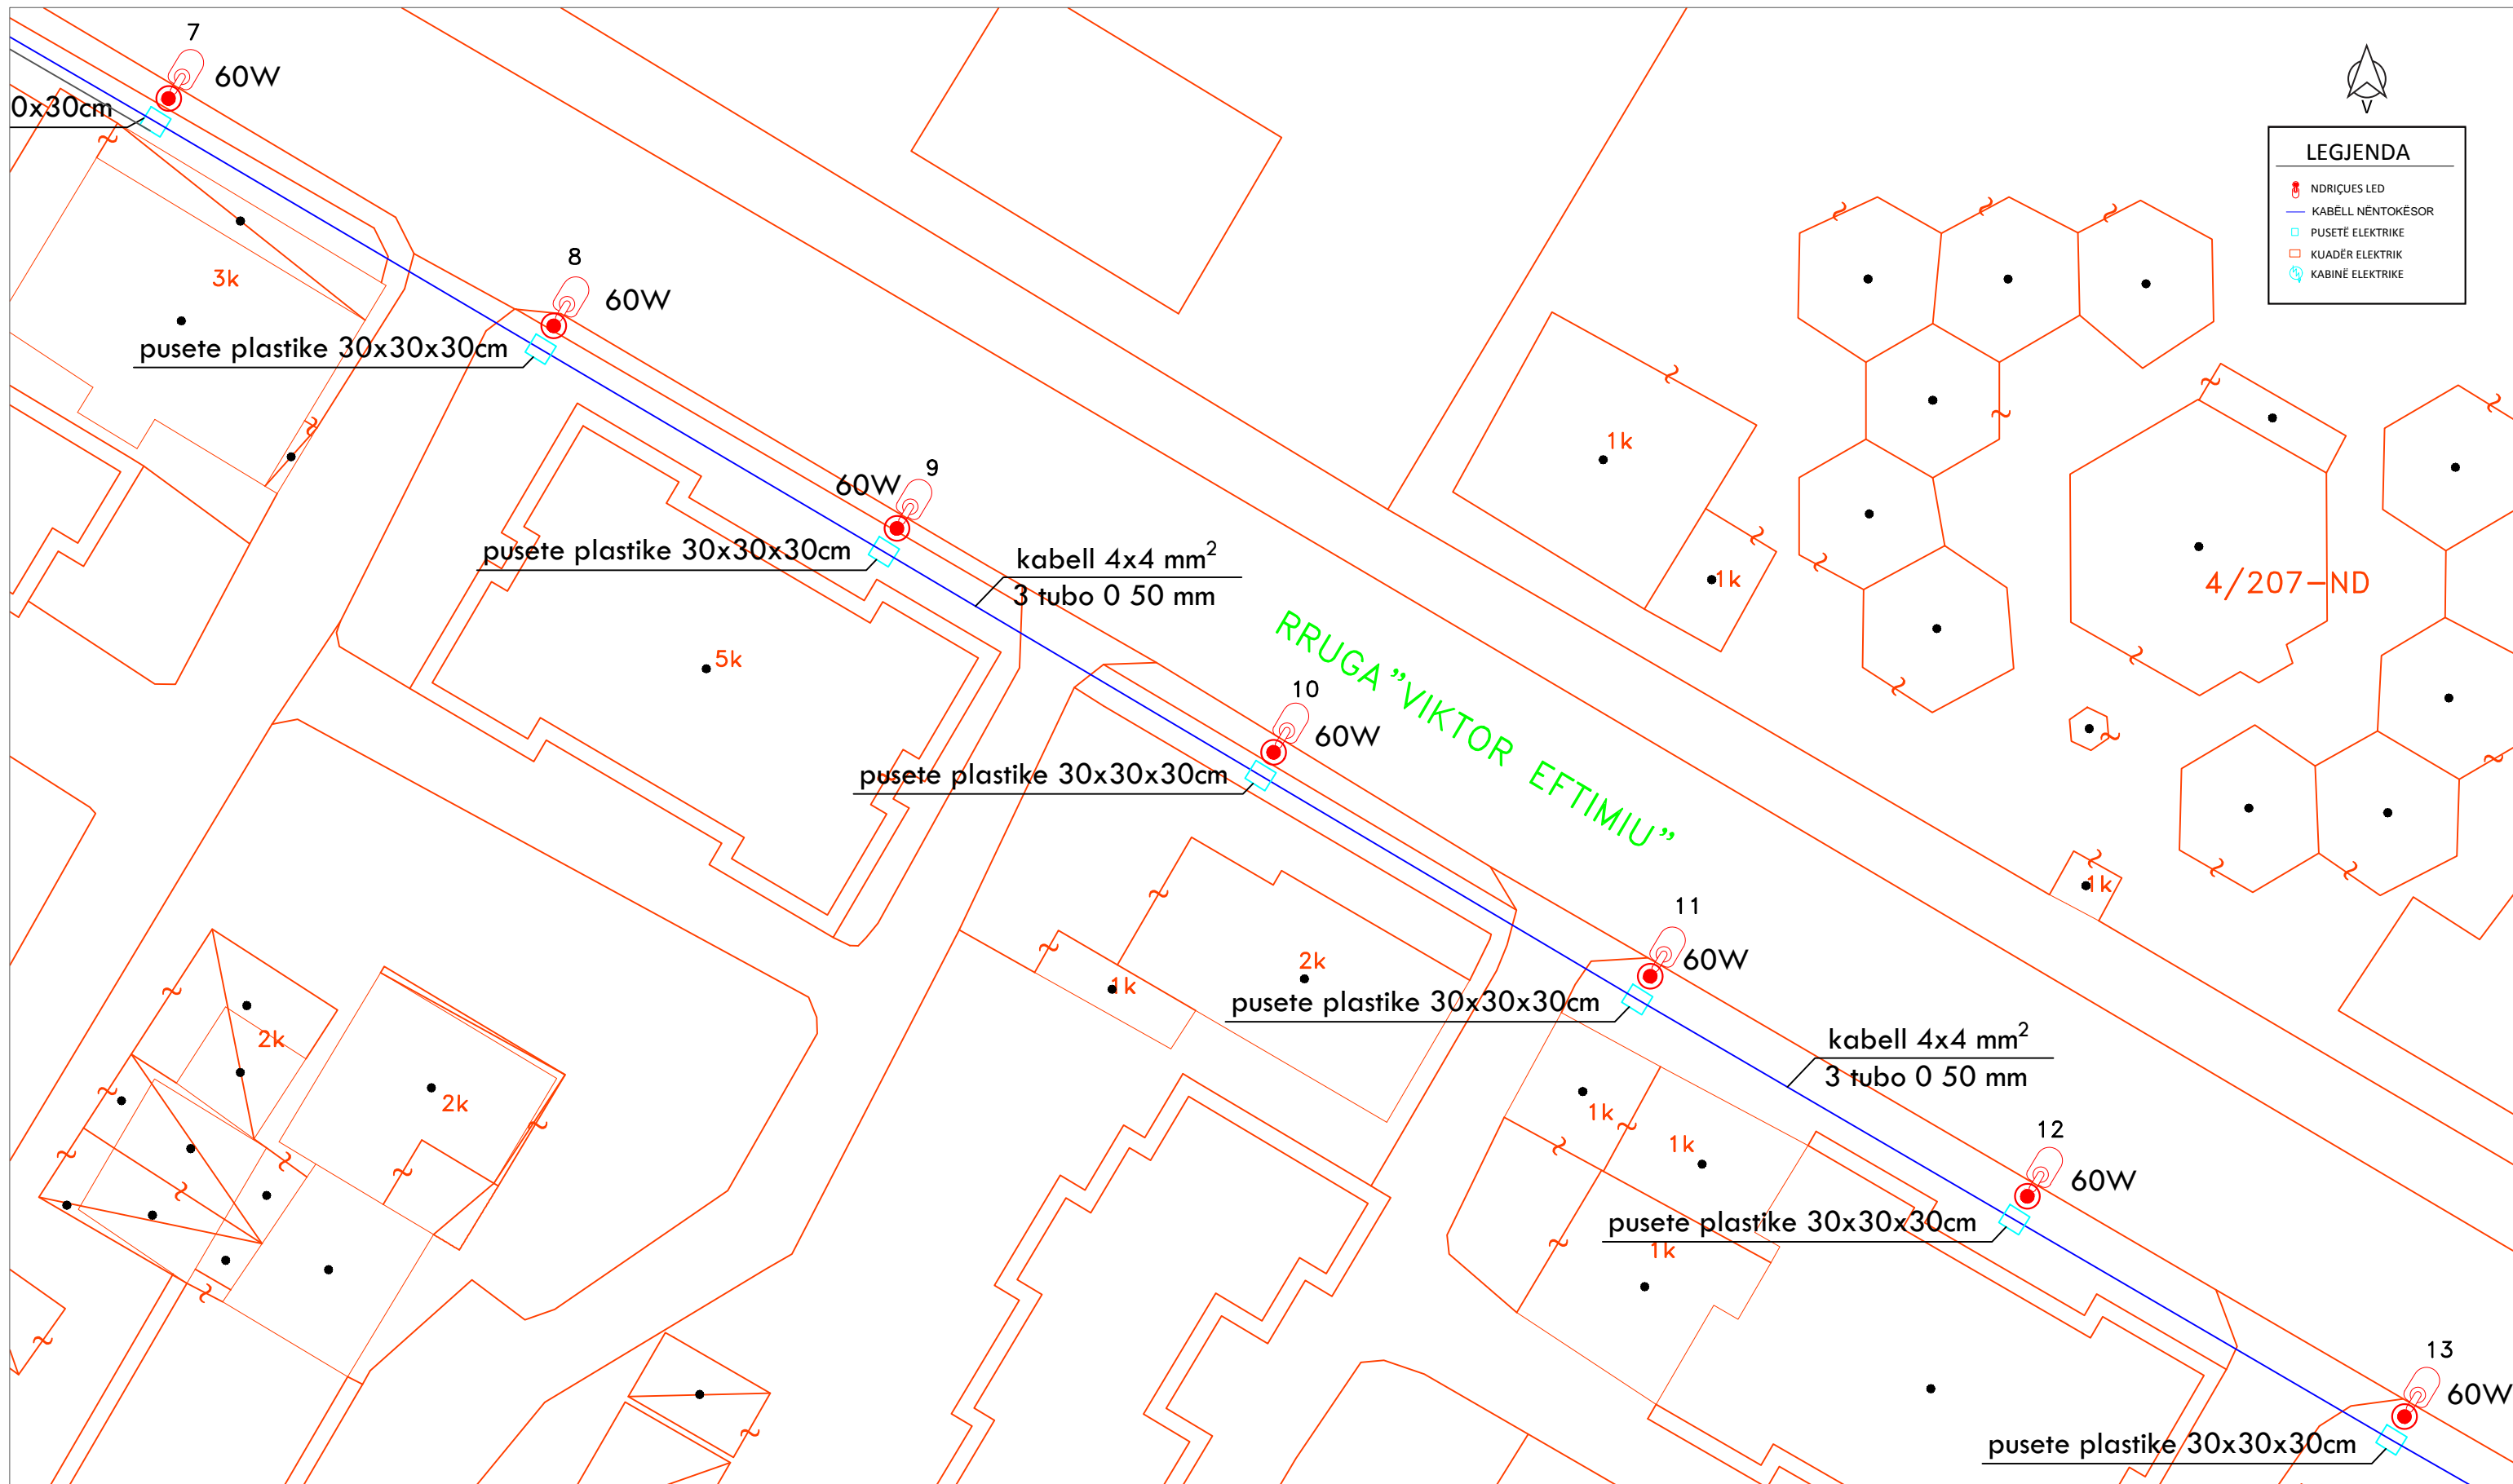 7
60W
0x30cm
V
LEGJENDA
NDRIÇUES LED
KABËLL NËNTOKËSOR
PUSETË ELEKTRIKE
KUADËR ELEKTRIK
KABINË ELEKTRIKE
8
60W
3k
pusete plastike 30x30x30cm
1k
9
60W
pusete plastike 30x30x30cm
kabell 4x4 mm²
3 tubo 0 50 mm
1k
4/207-ND
5k
RRUGA "VIKTOR EFTIMIU"
10
60W
pusete plastike 30x30x30cm
1k
11
60W
2k
1k
pusete plastike 30x30x30cm
2k
kabell 4x4 mm²
3 tubo 0 50 mm
2k
1k
1k
12
60W
pusete plastike 30x30x30cm
1k
13
60W
pusete plastike 30x30x30cm